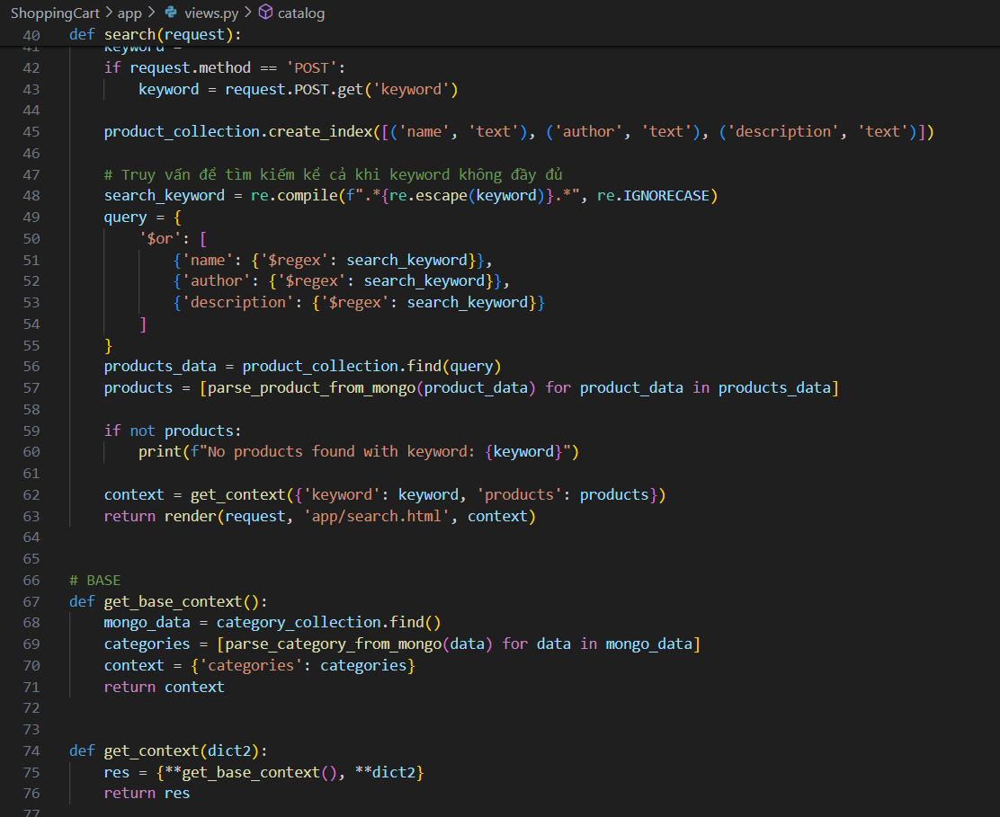 ShoppingCart > app > views.py > catalog
40 def search(request):
41 keyword =
42 if request.method == 'POST':
43 keyword = request.POST.get('keyword')
44
45 product_collection.create_index([('name', 'text'), ('author', 'text'), ('description', 'text')])
46
47 # Truy vấn để tìm kiếm kể cả khi keyword không đầy đủ
48 search_keyword = re.compile(f".*{re.escape(keyword)}.*", re.IGNORECASE)
49 query = {
50 '$or': [
51 {'name': {'$regex': search_keyword}},
52 {'author': {'$regex': search_keyword}},
53 {'description': {'$regex': search_keyword}}
54 ]
55 }
56 products_data = product_collection.find(query)
57 products = [parse_product_from_mongo(product_data) for product_data in products_data]
58
59 if not products:
60 print(f"No products found with keyword: {keyword}")
61
62 context = get_context({'keyword': keyword, 'products': products})
63 return render(request, 'app/search.html', context)
64
65
66 # BASE
67 def get_base_context():
68 mongo_data = category_collection.find()
69 categories = [parse_category_from_mongo(data) for data in mongo_data]
70 context = {'categories': categories}
71 return context
72
73
74 def get_context(dict2):
75 res = {**get_base_context(), **dict2}
76 return res
77